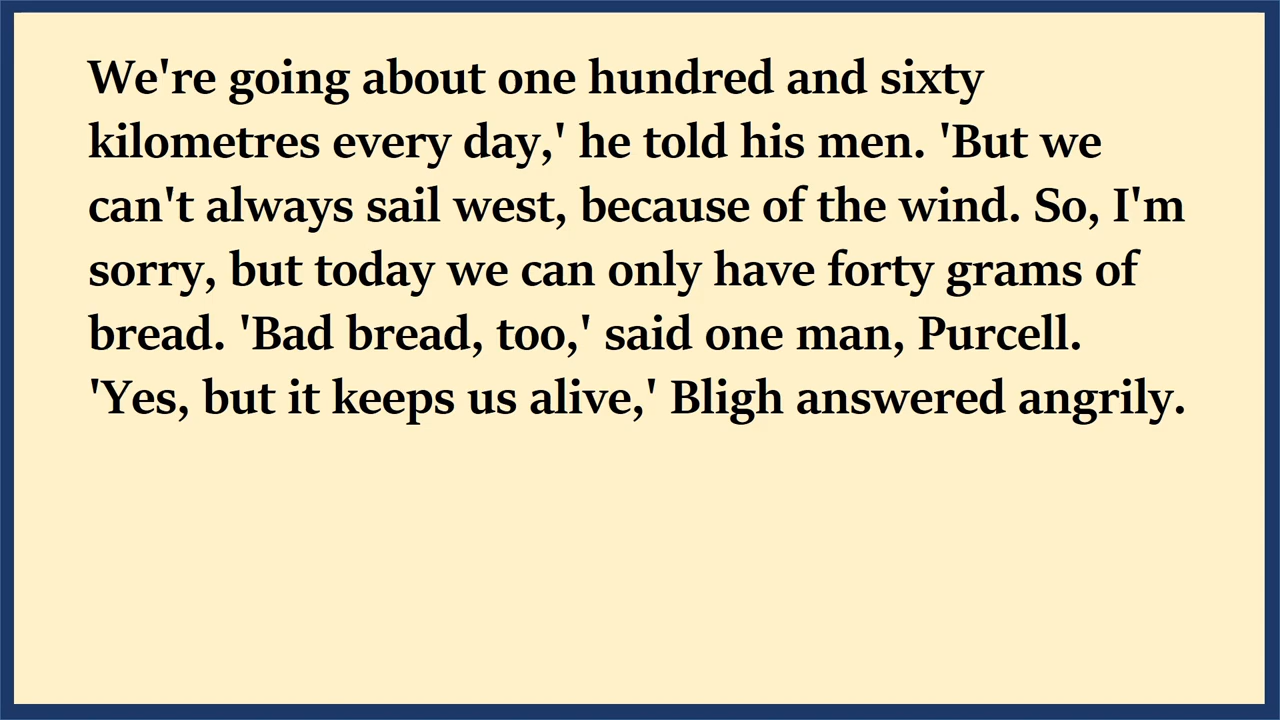 We're going about one hundred and sixty
kilometres every day,' he told his men. 'But we
can't always sail west, because of the wind. So, I'm
sorry, but today we can only have forty grams of
bread. 'Bad bread, too,' said one man, Purcell.
'Yes, but it keeps us alive,' Bligh answered angrily.